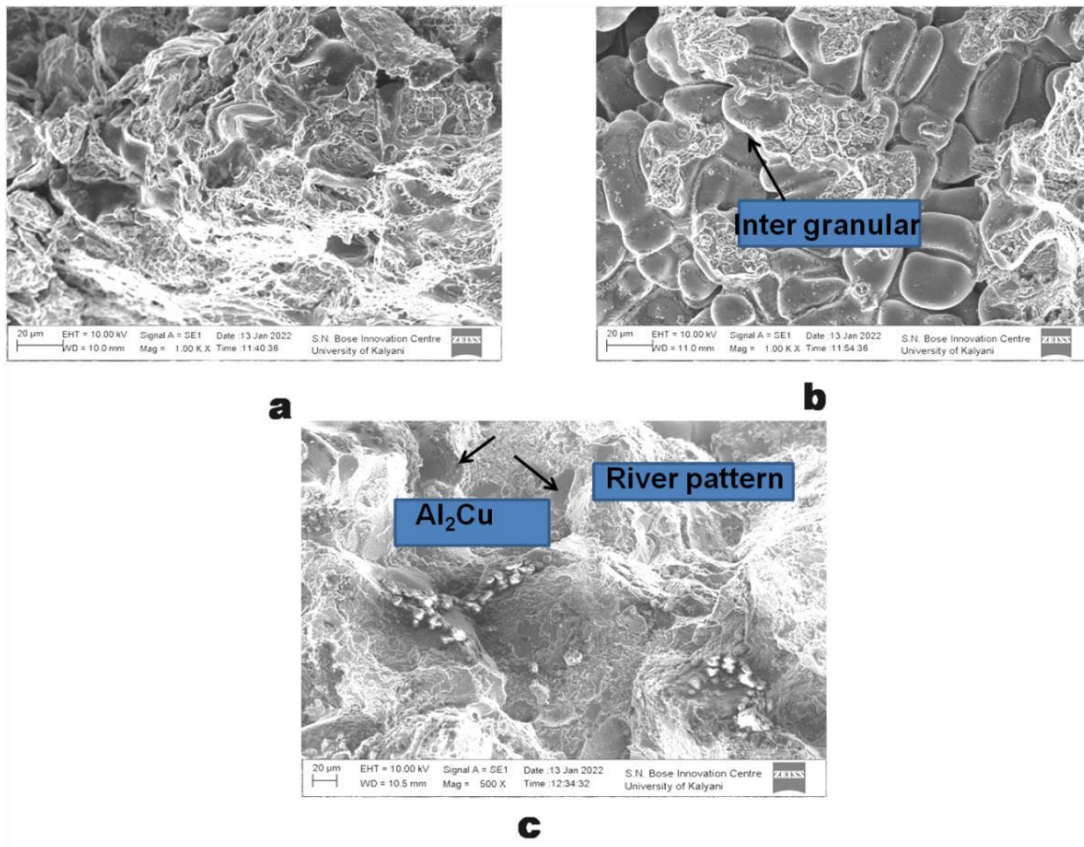 20 µm EHT = 10.00 kV Signal A = SE1 Date :13 Jan 2022
WD = 10.0 mm Mag = 1.00 K X Time :11:40:36
S.N. Bose Innovation Centre
University of Kalyani
ZEISS
a
Inter granular
20 µm EHT = 10.00 kV Signal A = SE1 Date :13 Jan 2022
WD = 11.0 mm Mag = 1.00 K X Time :11:54:36
S.N. Bose Innovation Centre
University of Kalyani
ZEISS
b
River pattern
Al₂Cu
20 µm EHT = 10.00 kV Signal A = SE1 Date :13 Jan 2022
WD = 10.5 mm Mag = 500 X Time :12:34:32
S.N. Bose Innovation Centre
University of Kalyani
ZEISS
c